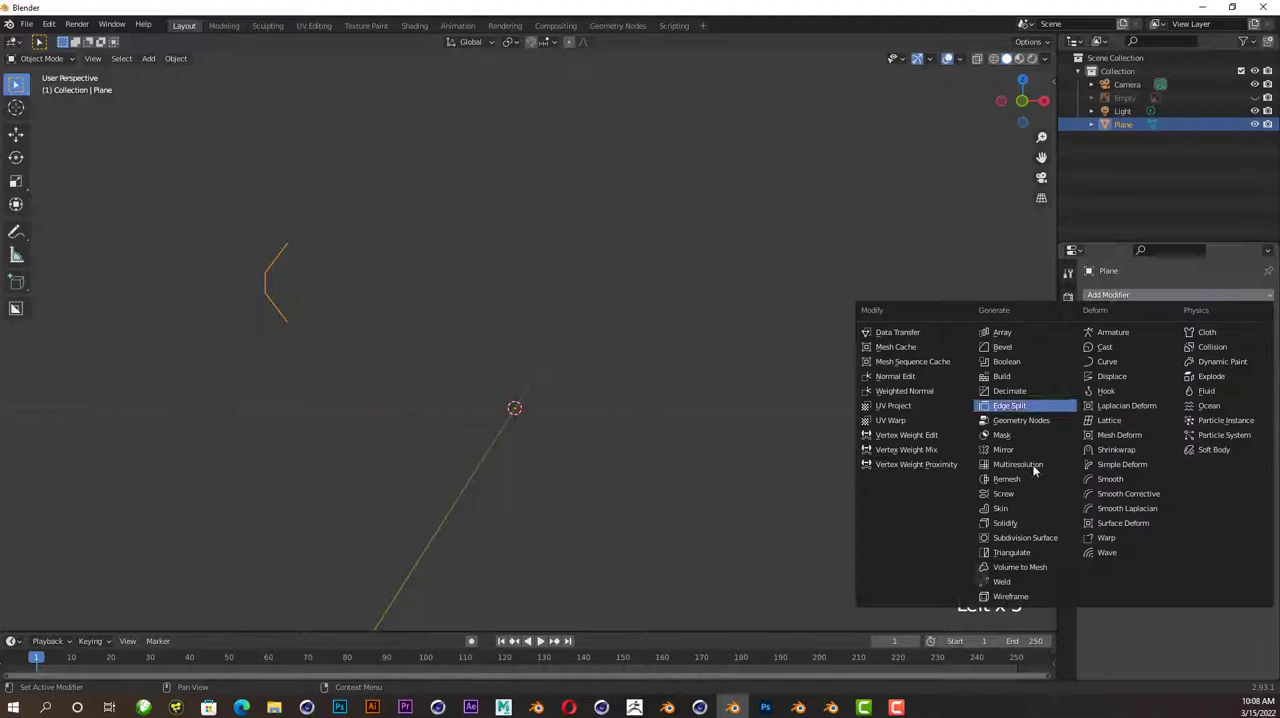 Blender
File Edit Render Window Help
Layout Modeling Sculpting UV Editing Texture Paint Shading Animation Rendering Compositing Geometry Nodes Scripting +
Scene
View Layer
Global
Options
Object Mode View Select Add Object
User Perspective
(1) Collection | Plane
Z
X
Scene Collection
Collection
Camera
Empty
Light
Plane
Plane
Add Modifier
Modify
Data Transfer
Mesh Cache
Mesh Sequence Cache
Normal Edit
Weighted Normal
UV Project
UV Warp
Vertex Weight Edit
Vertex Weight Mix
Vertex Weight Proximity
Generate
Array
Bevel
Boolean
Build
Decimate
Edge Split
Geometry Nodes
Mask
Mirror
Multiresolution
Remesh
Screw
Skin
Solidify
Subdivision Surface
Triangulate
Volume to Mesh
Weld
Wireframe
Deform
Armature
Cast
Curve
Displace
Hook
Laplacian Deform
Lattice
Mesh Deform
Shrinkwrap
Simple Deform
Smooth
Smooth Corrective
Smooth Laplacian
Surface Deform
Warp
Wave
Physics
Cloth
Collision
Dynamic Paint
Explode
Fluid
Ocean
Particle Instance
Particle System
Soft Body
Playback Keying View Marker
1
Start 1 End 250
1 10 20 30 40 50 60 70 80 90 100 110 120 130 140 150 160 170 180 190 200 210 220 230 240 250
Set Active Modifier Pan View Context Menu
2.93.1
Ps Ai Pr Ae Ps
10:08 AM
3/15/2022